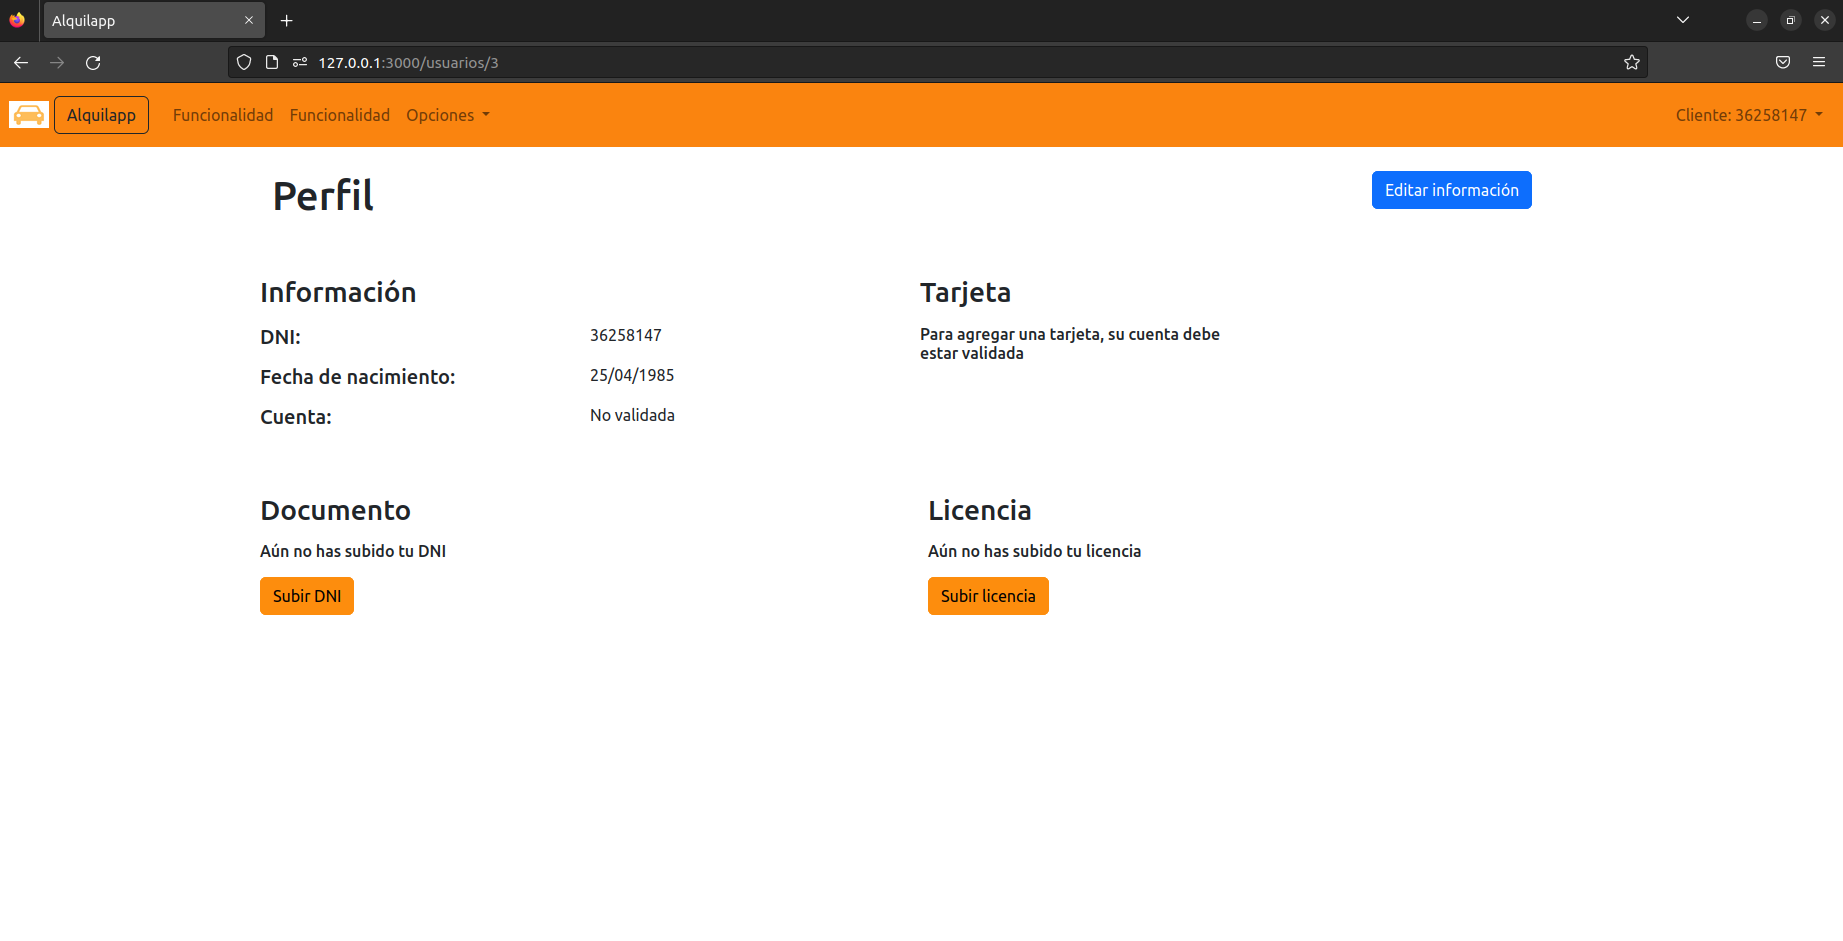 Alquilapp
127.0.0.1:3000/usuarios/3
Alquilapp Funcionalidad Funcionalidad Opciones Cliente: 36258147
Perfil Editar información
Información
DNI: 36258147
Fecha de nacimiento: 25/04/1985
Cuenta: No validada
Tarjeta
Para agregar una tarjeta, su cuenta debe
estar validada
Documento
Aún no has subido tu DNI
Subir DNI
Licencia
Aún no has subido tu licencia
Subir licencia